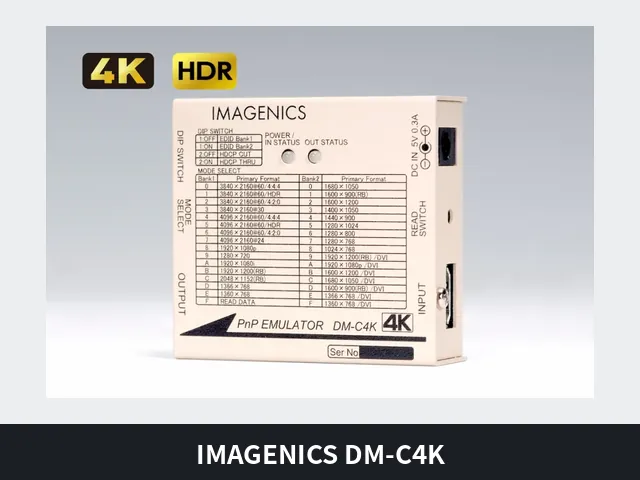 4K
HDR
IMAGENICS
DIP SWITCH
MODE SELECT
OUTPUT
DIP SWITCH
1:OFF EDID Bank1
1:ON EDID Bank2
2:OFF HDCP CUT
2:ON HDCP THRU
POWER /
IN STATUS OUT STATUS
MODE SELECT
Bank1 Primary Format Bank2 Primary Format
0 3840×2160@60/4:4:4 0 1680×1050
1 3840×2160@60/HDR 1 1600×900(RB)
2 3840×2160@60/4:2:0 2 1600×1200
3 3840×2160@30 3 1400×1050
4 4096×2160@60/4:4:4 4 1440×900
5 4096×2160@60/HDR 5 1280×1024
6 4096×2160@60/4:2:0 6 1280×800
7 4096×2160@24 7 1280×768
8 1920×1080p 8 1024×768
9 1280×720 9 1920×1200(RB) /DVI
A 1920×1080i A 1920×1080p /DVI
B 1920×1200(RB) B 1600×1200 /DVI
C 2048×1152(RB) C 1680×1050 /DVI
D 1366×768 D 1600×900(RB) /DVI
E 1360×768 E 1366×768 /DVI
F READ DATA F 1360×768 /DVI
DC IN 5V 0.3A
READ SWITCH
INPUT
PnP EMULATOR DM-C4K 4K
Ser No
IMAGENICS DM-C4K